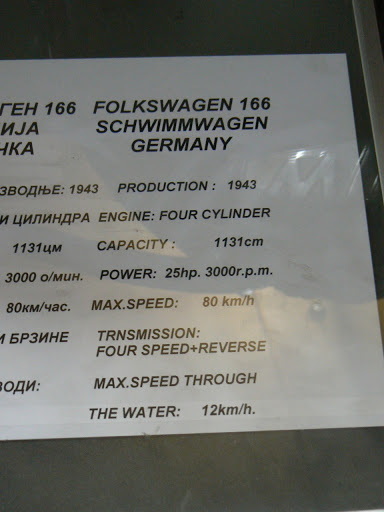 ГЕН 166 FOLKSWAGEN 166
ИЈА SCHWIMMWAGEN
ЧКА GERMANY
ЗВОДЊЕ: 1943 PRODUCTION : 1943
И ЦИЛИНДРА ENGINE: FOUR CYLINDER
1131цм CAPACITY : 1131cm
3000 о/мин. POWER: 25hp. 3000r.p.m.
80км/час. MAX.SPEED: 80 km/h
И БРЗИНЕ TRNSMISSION:
FOUR SPEED+REVERSE
ВОДИ: MAX.SPEED THROUGH
THE WATER: 12km/h.